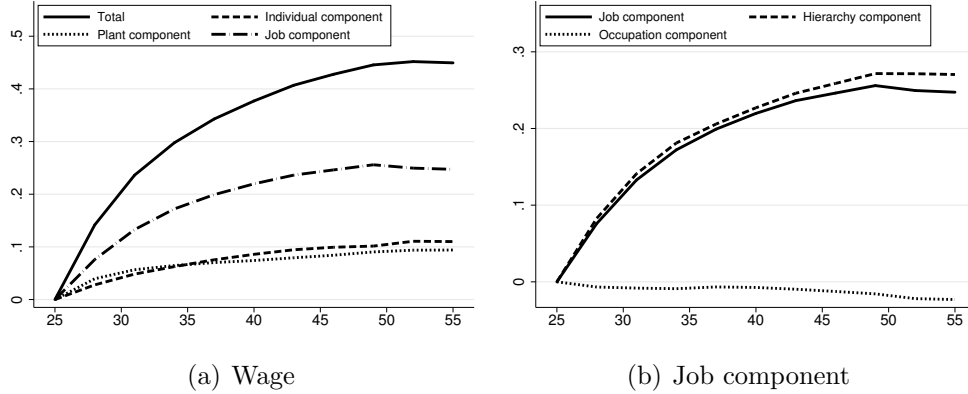 Total
Individual component
Plant component
Job component
.5
.4
.3
.2
.1
0
25
30
35
40
45
50
55
(a) Wage
Job component
Hierarchy component
Occupation component
.3
.2
.1
0
25
30
35
40
45
50
55
(b) Job component